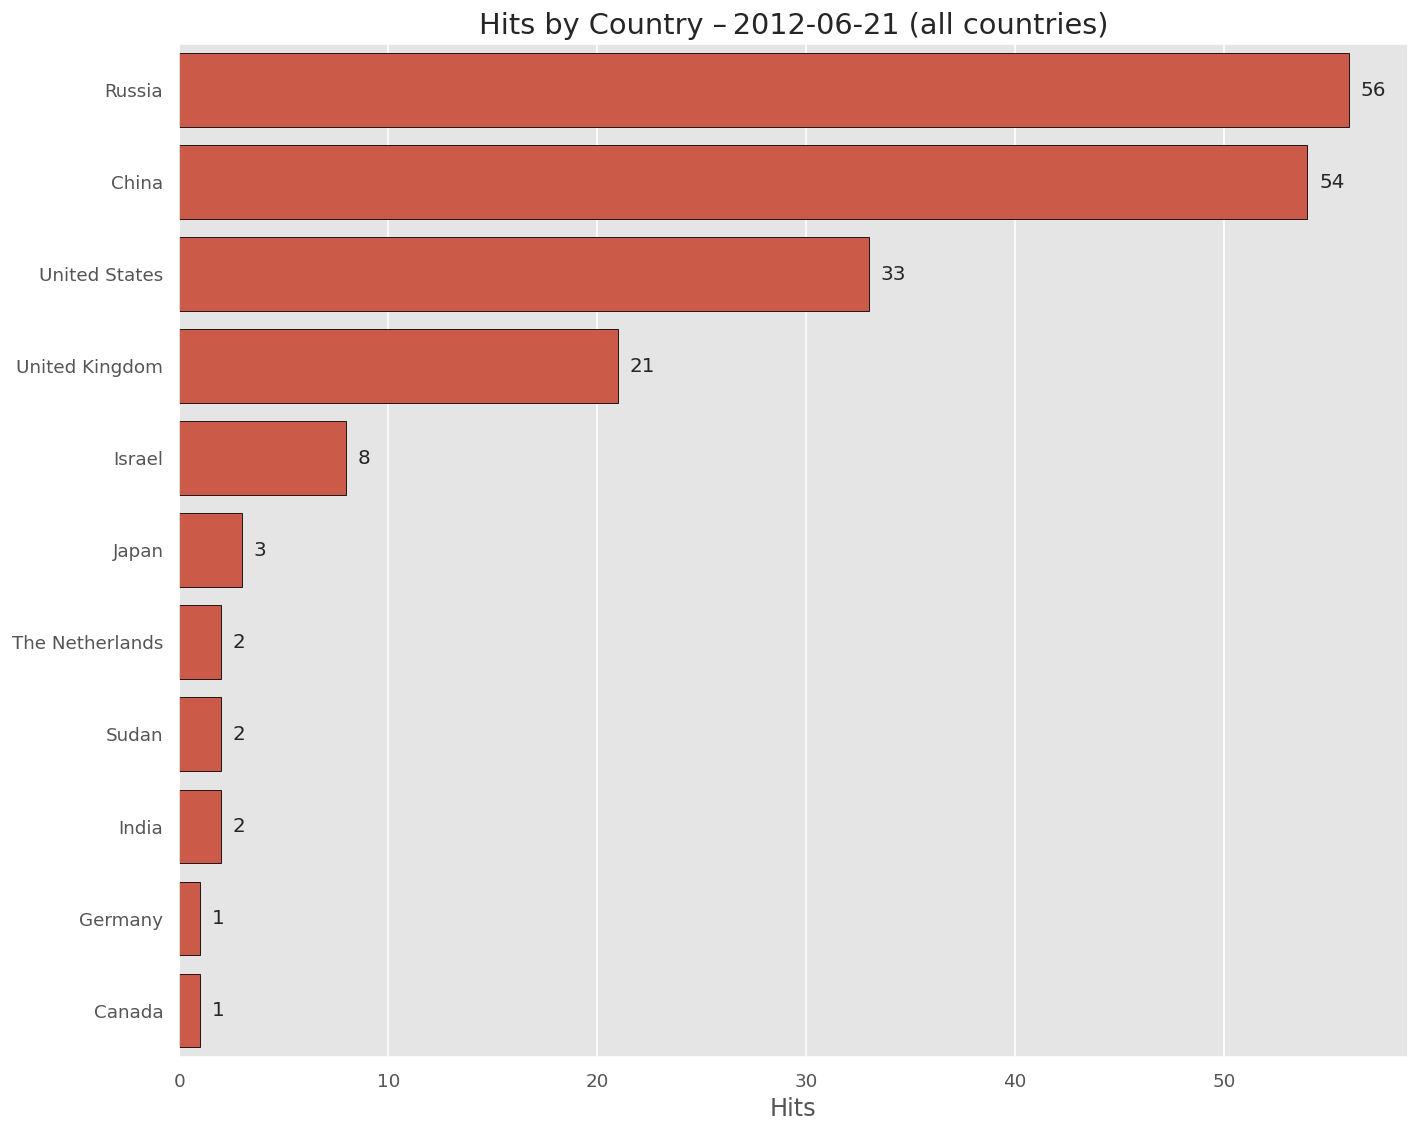 Hits by Country – 2012-06-21 (all countries)
Russia 56
China 54
United States 33
United Kingdom 21
Israel 8
Japan 3
The Netherlands 2
Sudan 2
India 2
Germany 1
Canada 1
0 10 20 30 40 50
Hits